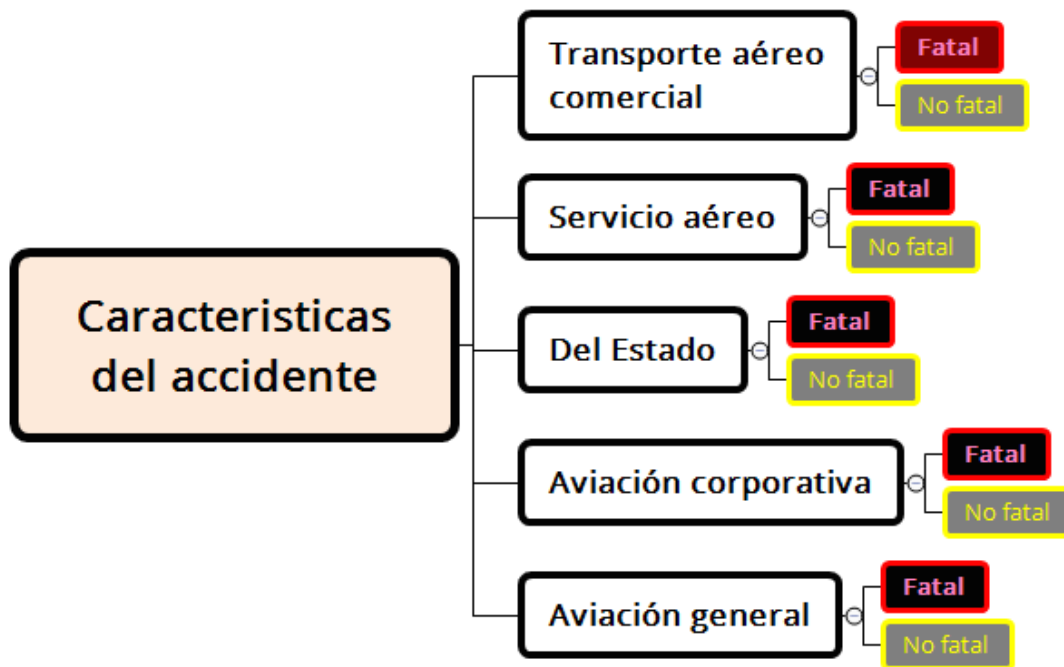 Caracteristicas
del accidente
Transporte aéreo
comercial
Fatal
No fatal
Servicio aéreo
Fatal
No fatal
Del Estado
Fatal
No fatal
Aviación corporativa
Fatal
No fatal
Aviación general
Fatal
No fatal